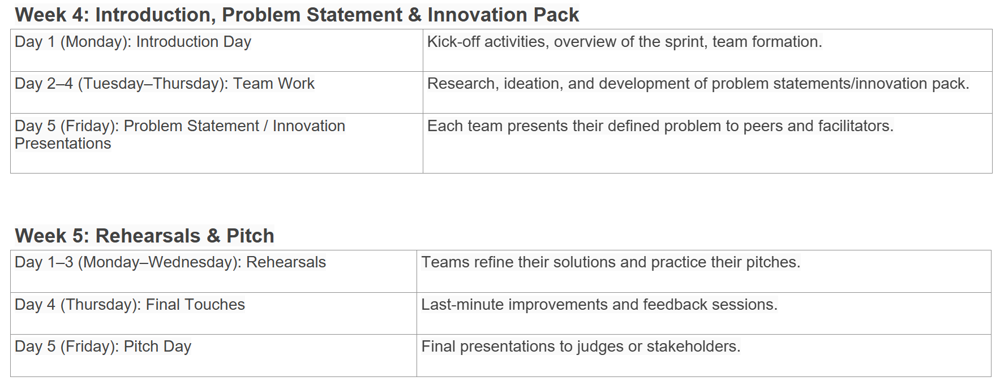 Week 4: Introduction, Problem Statement & Innovation Pack
Day 1 (Monday): Introduction Day
Kick-off activities, overview of the sprint, team formation.
Day 2–4 (Tuesday–Thursday): Team Work
Research, ideation, and development of problem statements/innovation pack.
Day 5 (Friday): Problem Statement / Innovation
Presentations
Each team presents their defined problem to peers and facilitators.
Week 5: Rehearsals & Pitch
Day 1–3 (Monday–Wednesday): Rehearsals
Teams refine their solutions and practice their pitches.
Day 4 (Thursday): Final Touches
Last-minute improvements and feedback sessions.
Day 5 (Friday): Pitch Day
Final presentations to judges or stakeholders.